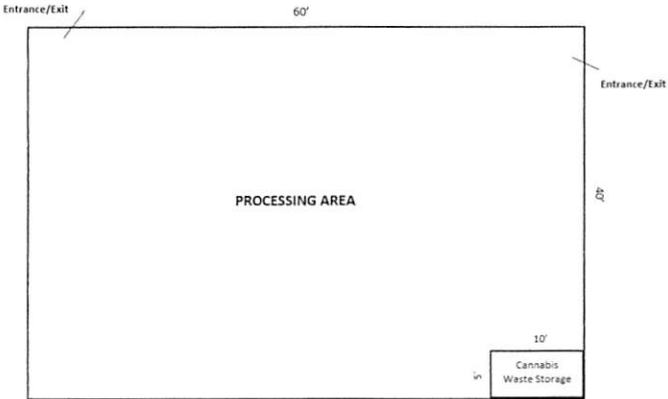 Entrance/Exit
60'
Entrance/Exit
PROCESSING AREA
40'
10'
5'
Cannabis
Waste Storage